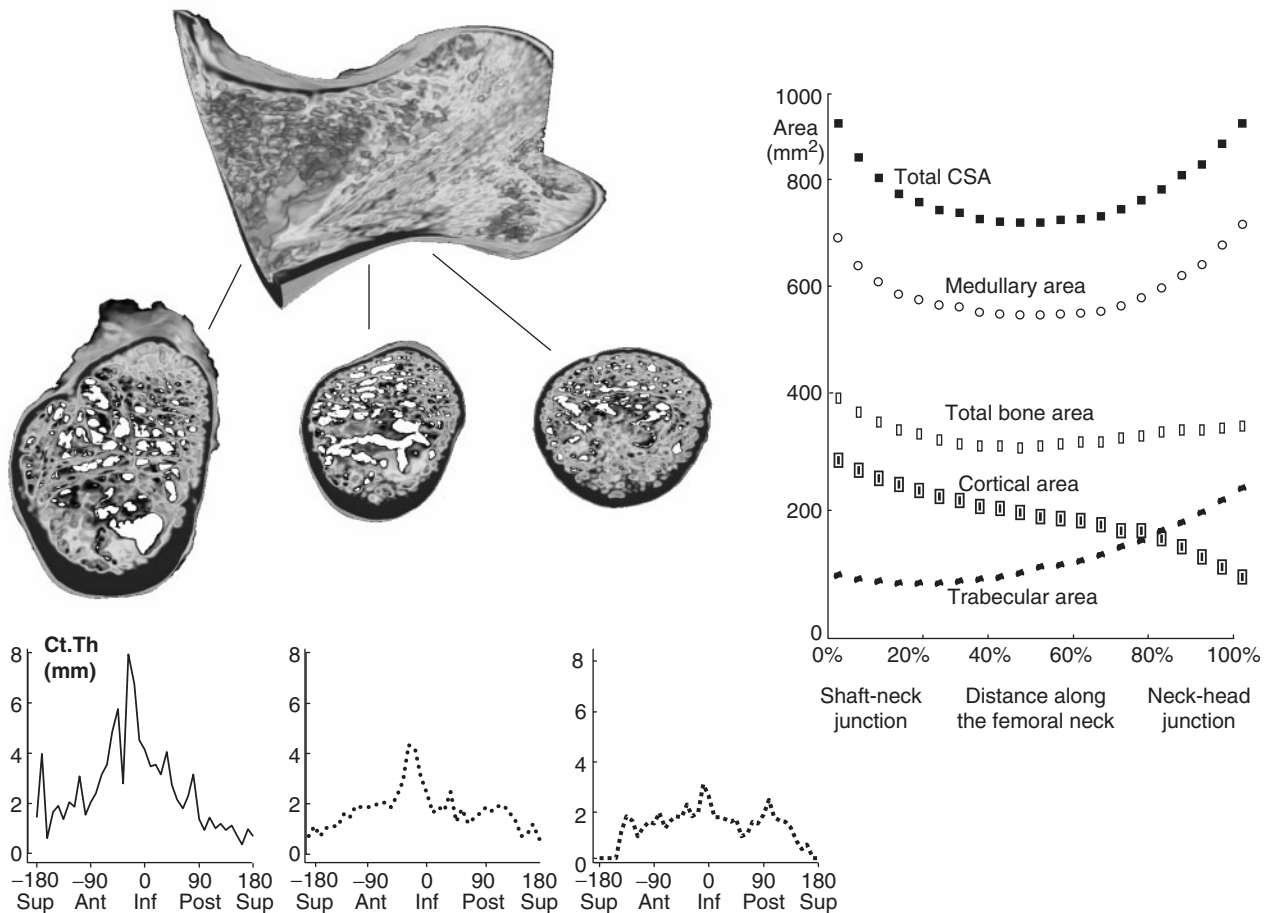 1000
Area
(mm²)
800
600
400
200
0
Total CSA
Medullary area
Total bone area
Cortical area
Trabecular area
0% 20% 40% 60% 80% 100%
Shaft-neck junction
Distance along the femoral neck
Neck-head junction
Ct.Th
(mm)
8
6
4
2
0
–180 –90 0 90 180
Sup Ant Inf Post Sup
8
6
4
2
0
–180 –90 0 90 180
Sup Ant Inf Post Sup
8
6
4
2
0
–180 –90 0 90 180
Sup Ant Inf Post Sup